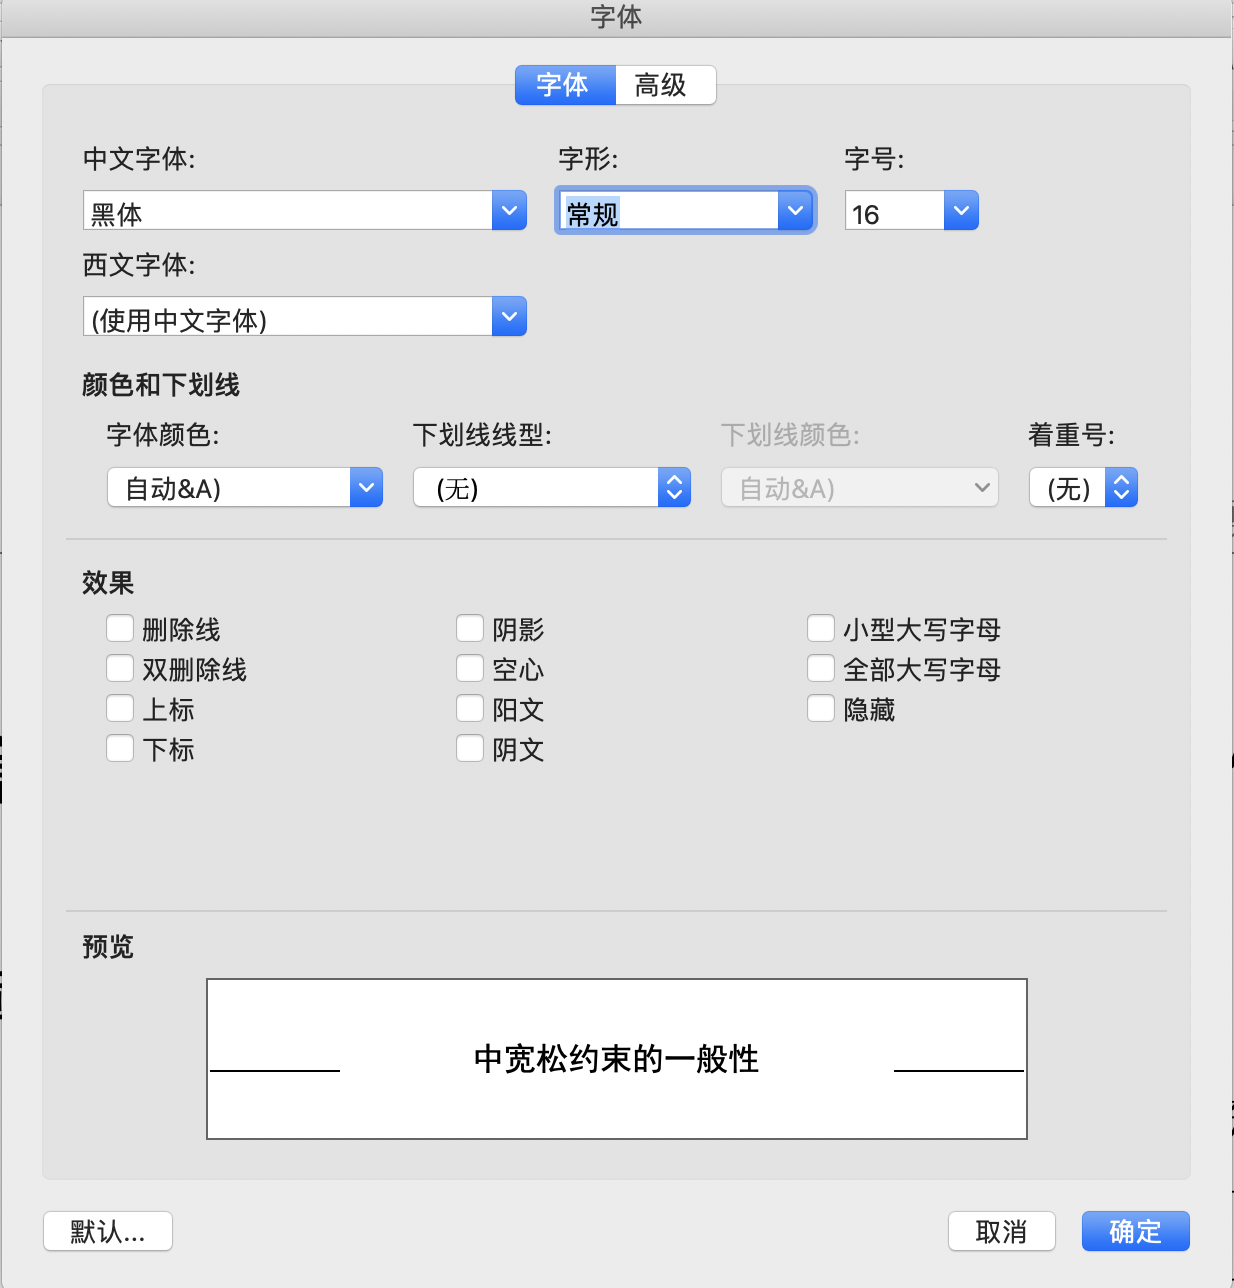 字体
字体 高级
中文字体: 字形: 字号:
黑体 常规 16
西文字体:
(使用中文字体)
颜色和下划线
字体颜色: 下划线线型: 下划线颜色: 着重号:
自动&A) (无) 自动&A) (无)
效果
删除线 阴影 小型大写字母
双删除线 空心 全部大写字母
上标 阳文 隐藏
下标 阴文
预览
中宽松约束的一般性
默认... 取消 确定